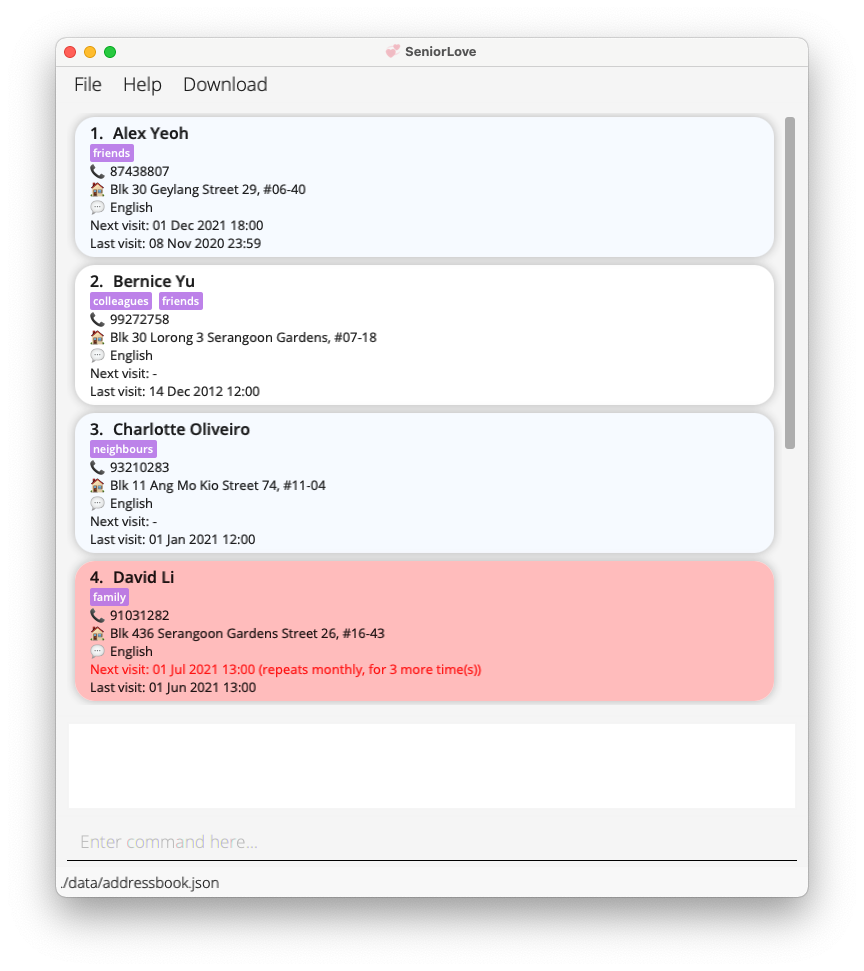 SeniorLove
File Help Download
1. Alex Yeoh
friends
87438807
Blk 30 Geylang Street 29, #06-40
English
Next visit: 01 Dec 2021 18:00
Last visit: 08 Nov 2020 23:59
2. Bernice Yu
colleagues friends
99272758
Blk 30 Lorong 3 Serangoon Gardens, #07-18
English
Next visit: -
Last visit: 14 Dec 2012 12:00
3. Charlotte Oliveiro
neighbours
93210283
Blk 11 Ang Mo Kio Street 74, #11-04
English
Next visit: -
Last visit: 01 Jan 2021 12:00
4. David Li
family
91031282
Blk 436 Serangoon Gardens Street 26, #16-43
English
Next visit: 01 Jul 2021 13:00 (repeats monthly, for 3 more time(s))
Last visit: 01 Jun 2021 13:00
Enter command here...
./data/addressbook.json